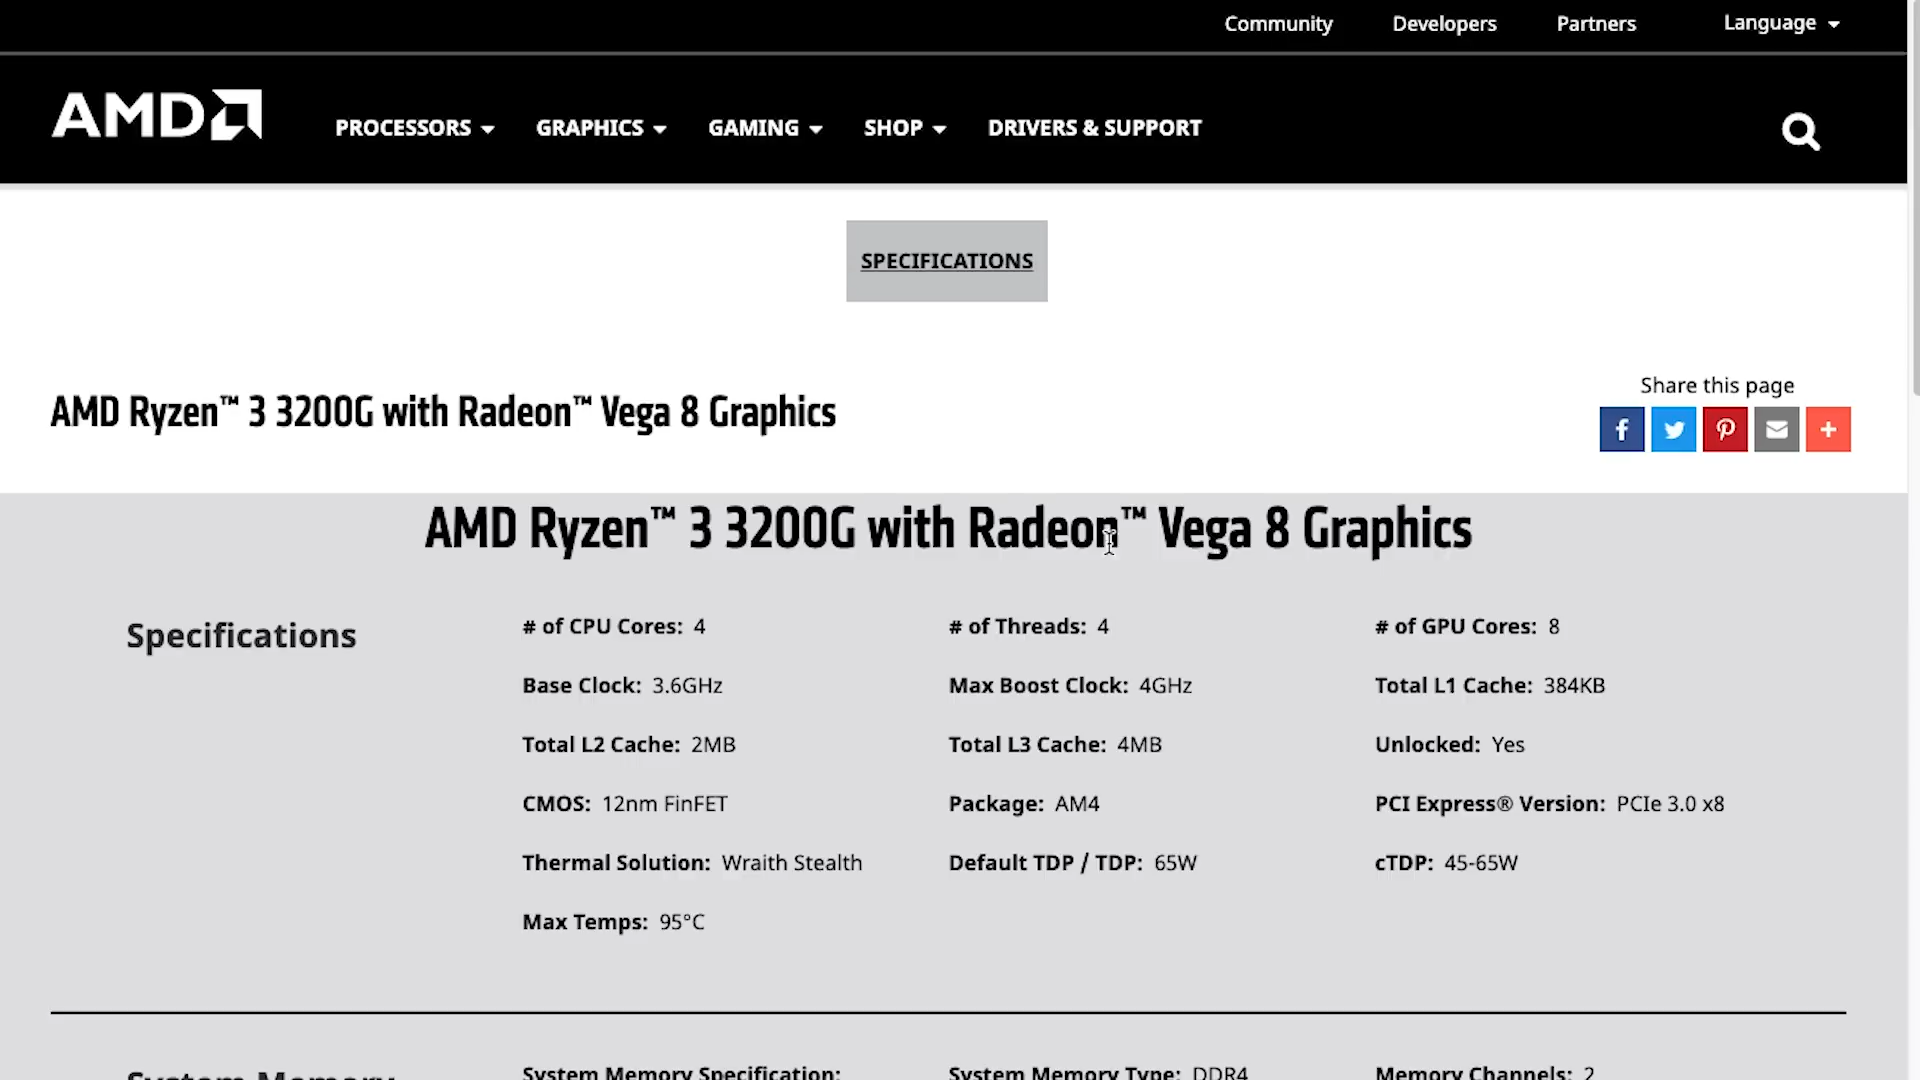 Community Developers Partners Language
AMD PROCESSORS GRAPHICS GAMING SHOP DRIVERS & SUPPORT
SPECIFICATIONS
Share this page
AMD Ryzen™ 3 3200G with Radeon™ Vega 8 Graphics
AMD Ryzen™ 3 3200G with Radeon™ Vega 8 Graphics
Specifications
# of CPU Cores: 4 # of Threads: 4 # of GPU Cores: 8
Base Clock: 3.6GHz Max Boost Clock: 4GHz Total L1 Cache: 384KB
Total L2 Cache: 2MB Total L3 Cache: 4MB Unlocked: Yes
CMOS: 12nm FinFET Package: AM4 PCI Express® Version: PCIe 3.0 x8
Thermal Solution: Wraith Stealth Default TDP / TDP: 65W cTDP: 45-65W
Max Temps: 95°C
System Memory System Memory Specification: System Memory Type: DDR4 Memory Channels: 2